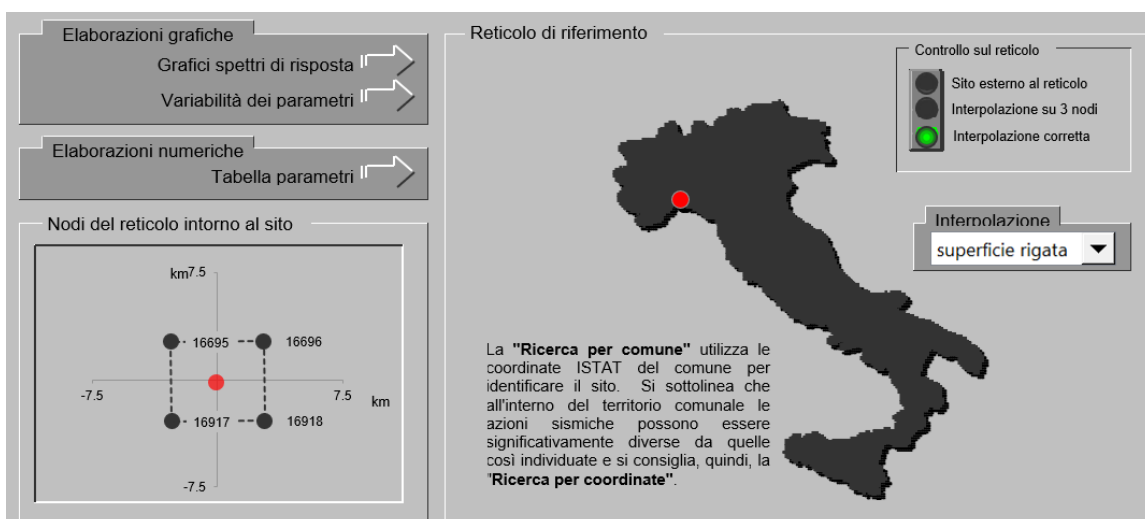 Elaborazioni grafiche
Grafici spettri di risposta
Variabilità dei parametri
Elaborazioni numeriche
Tabella parametri
Nodi del reticolo intorno al sito
km 7.5
16695
16696
-7.5
7.5
km
16917
16918
-7.5
Reticolo di riferimento
Controllo sul reticolo
Sito esterno al reticolo
Interpolazione su 3 nodi
Interpolazione corretta
Interpolazione
superficie rigata
La "Ricerca per comune" utilizza le
coordinate ISTAT del comune per
identificare il sito. Si sottolinea che
all'interno del territorio comunale le
azioni sismiche possono essere
significativamente diverse da quelle
così individuate e si consiglia, quindi, la
"Ricerca per coordinate".